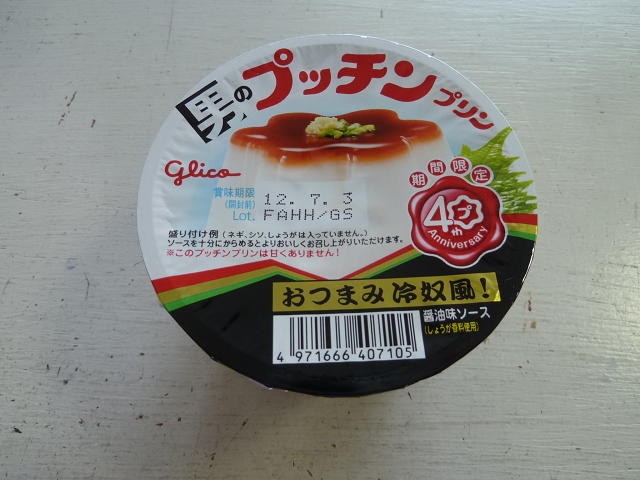 男のプッチンプリン
Glico
期間限定
賞味期限
(開封前)
12. 7. 3
Lot. FAHH/GS
40th
プ
Anniversary
盛り付け例(ネギ、シソ、しょうがは入っていません。)
ソースを十分にからめるとよりおいしくお召し上がりいただけます。
※このプッチンプリンは甘くありません!
おつまみ冷奴風!
醤油味ソース
(しょうが香料使用)
4 971666 407105